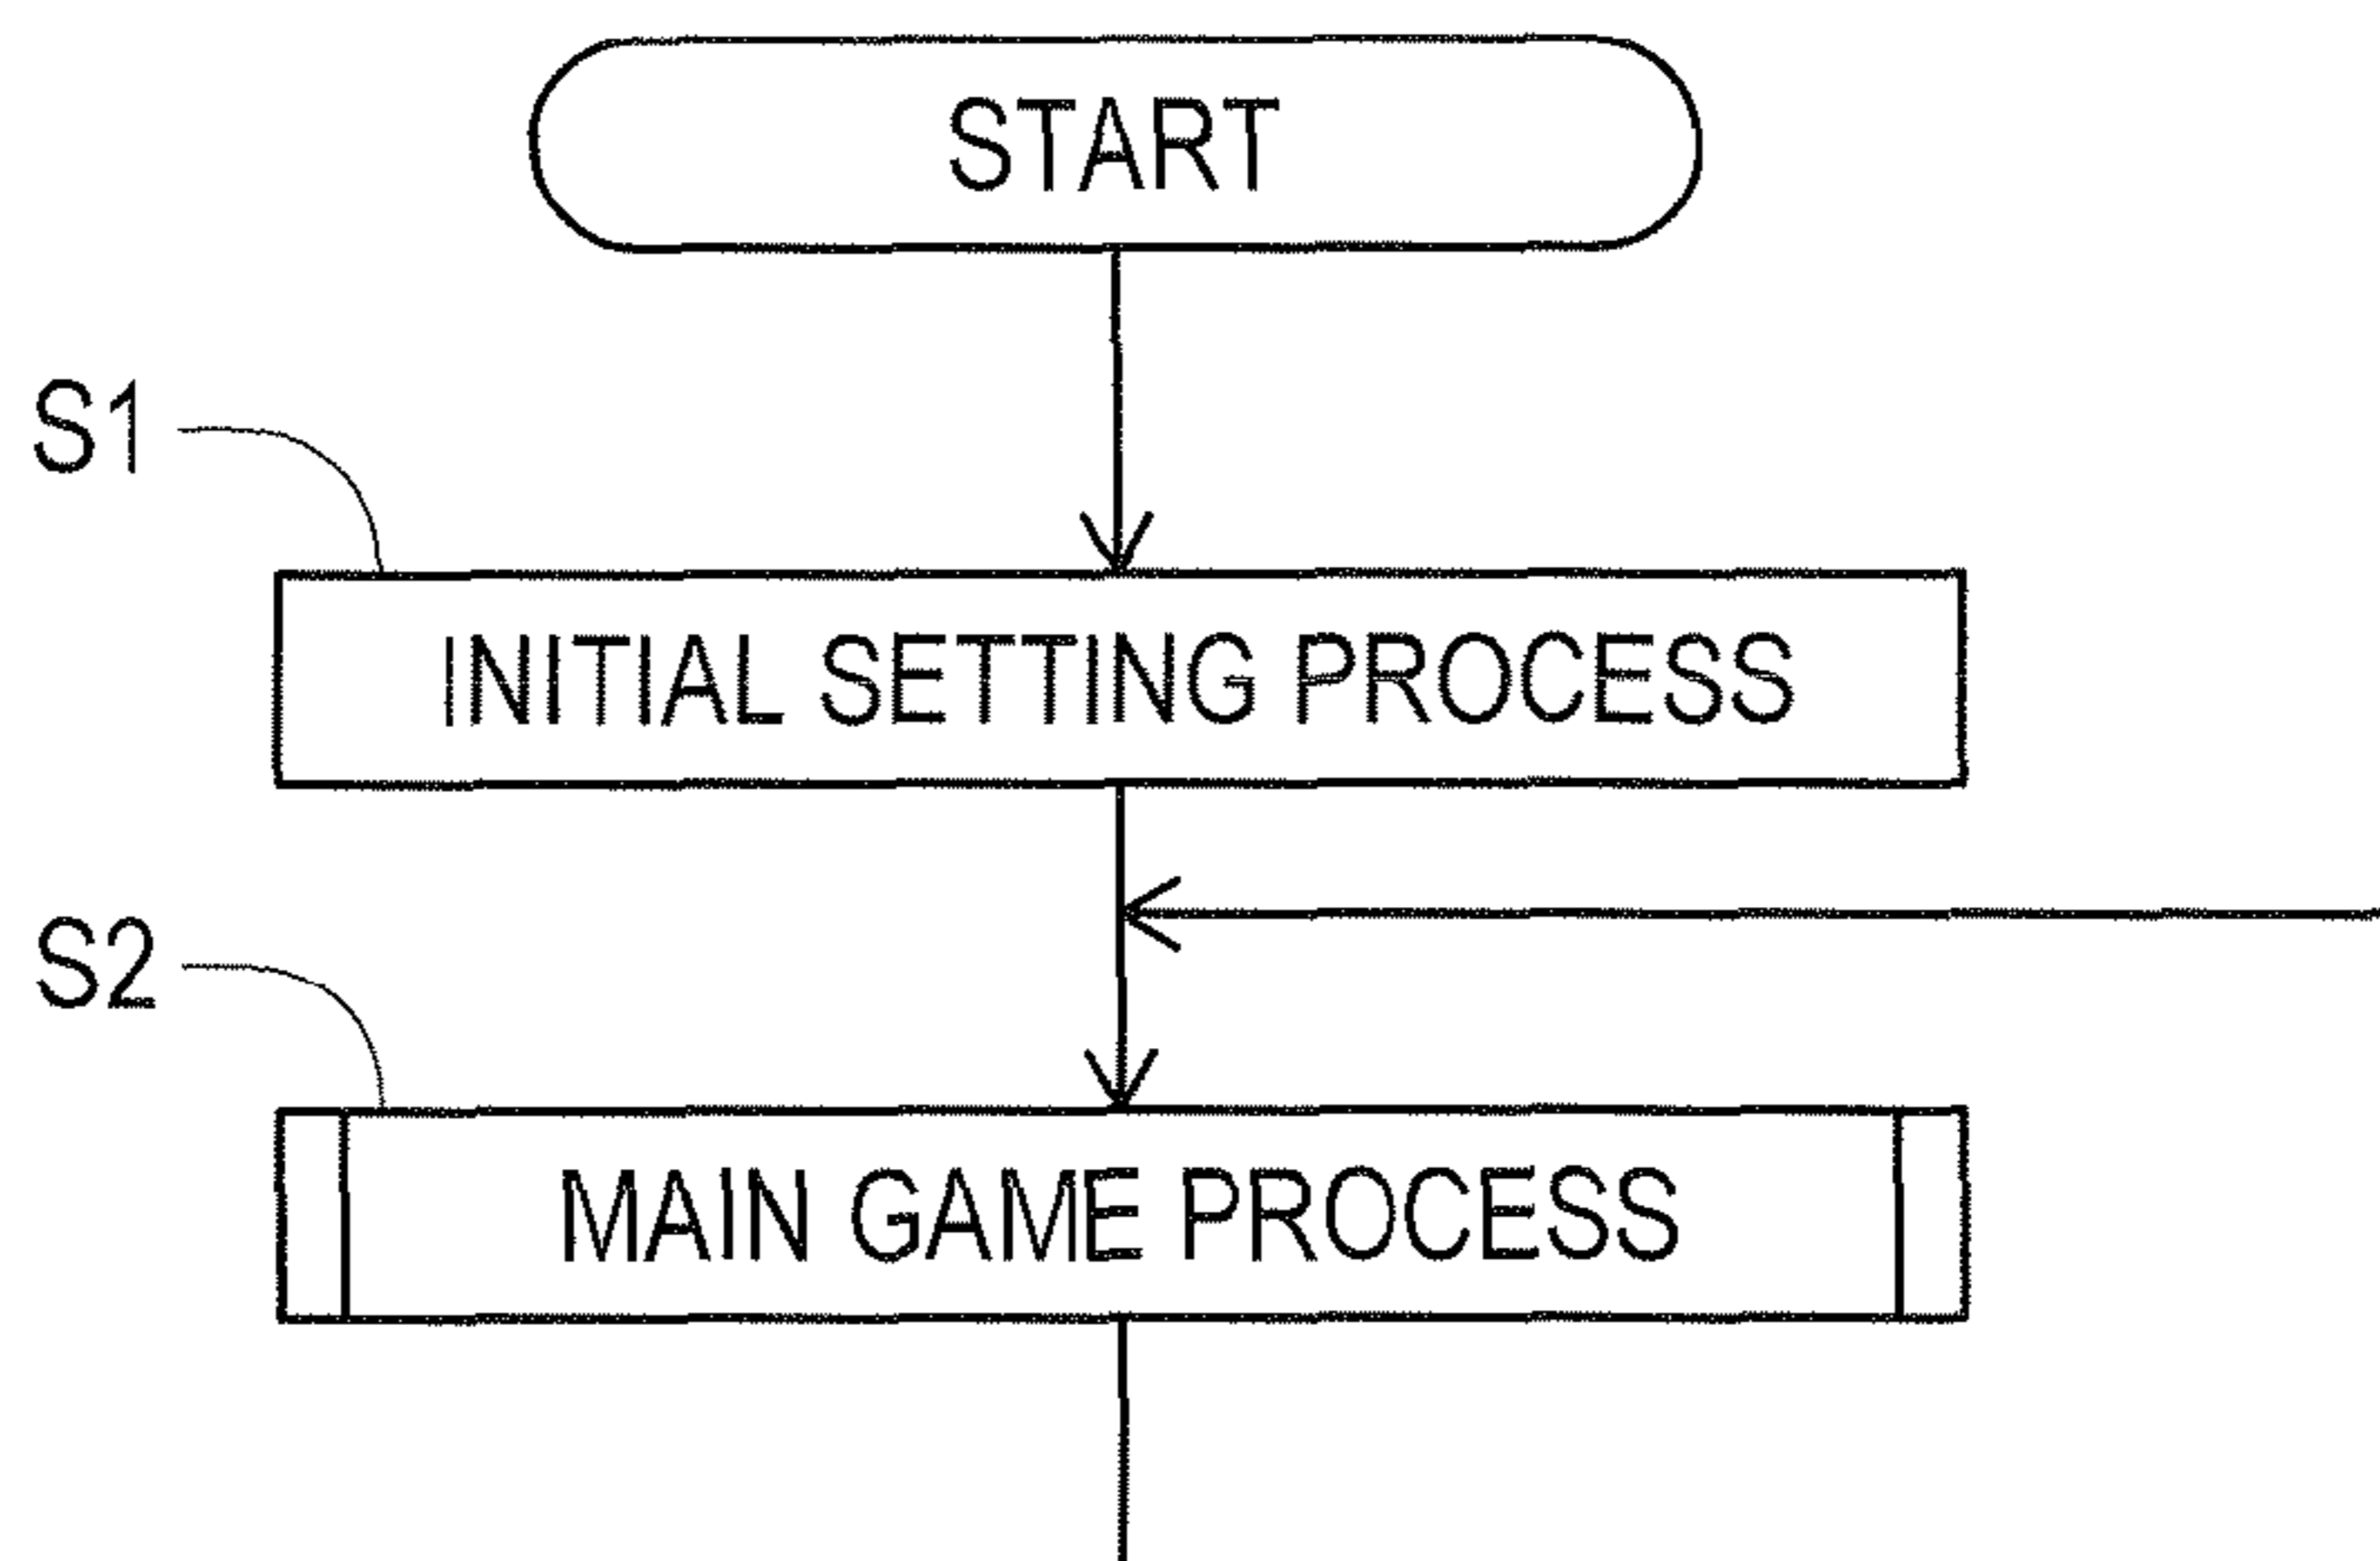 START
S1
INITIAL SETTING PROCESS
S2
MAIN GAME PROCESS